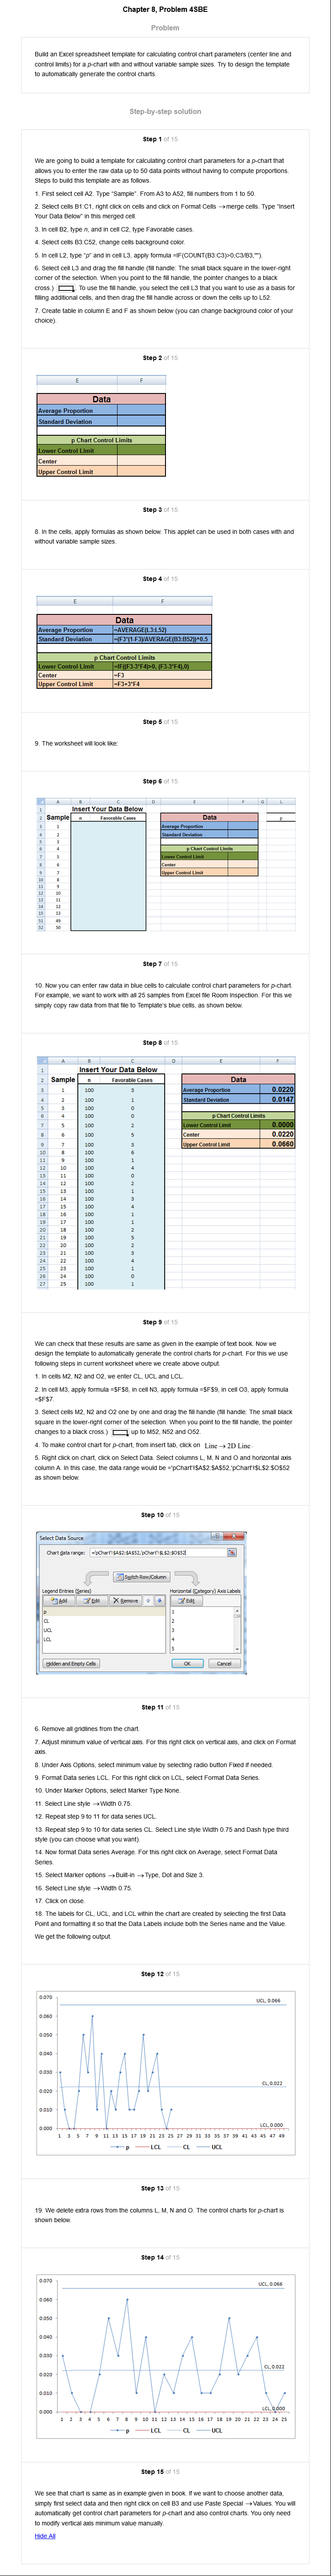 Chapter 8, Problem 4SBE
Problem
Build an Excel spreadsheet template for calculating control chart parameters (center line and
control limits) for a p-chart with and without variable sample sizes. Try to design the template
to automatically generate the control charts.
Step-by-step solution
Step 1 of 15
We are going to build a template for calculating control chart parameters for a p-chart that
allows you to enter the raw data up to 50 data points without having to compute proportions.
Steps to build this template are as follows.
1. First select cell A2. Type “Sample”. From A3 to A52, fill numbers from 1 to 50.
2. Select cells B1:C1, right click on cells and click on Format Cells →merge cells. Type “Insert
Your Data Below” in this merged cell.
3. In cell B2, type n, and in cell C2, type Favorable cases.
4. Select cells B3:C52, change cells background color.
5. In cell L2, type “p” and in cell L3, apply formula =IF(COUNT(B3:C3)>0,C3/B3,"").
6. Select cell L3 and drag the fill handle (fill handle: The small black square in the lower-right
corner of the selection. When you point to the fill handle, the pointer changes to a black
cross.) . To use the fill handle, you select the cell L3 that you want to use as a basis for
filling additional cells, and then drag the fill handle across or down the cells up to L52.
7. Create table in column E and F as shown below (you can change background color of your
choice).
Step 2 of 15
E F
Data
Average Proportion
Standard Deviation
p Chart Control Limits
Lower Control Limit
Center
Upper Control Limit
Step 3 of 15
8. In the cells, apply formulas as shown below. This applet can be used in both cases with and
without variable sample sizes.
Step 4 of 15
E F
Data
Average Proportion =AVERAGE(L3:L52)
Standard Deviation =(F3*(1-F3)/AVERAGE(B3:B52))^0.5
p Chart Control Limits
Lower Control Limit =IF((F3-3*F4)>0, (F3-3*F4),0)
Center =F3
Upper Control Limit =F3+3*F4
Step 5 of 15
9. The worksheet will look like:
Step 6 of 15
A B C D E F G L
1 Insert Your Data Below
2 Sample n Favorable Cases Data p
3 1 Average Proportion
4 2 Standard Deviation
5 3
6 4 p Chart Control Limits
7 5 Lower Control Limit
8 6 Center
9 7 Upper Control Limit
10 8
11 9
12 10
13 11
14 12
15 13
51 49
52 50
Step 7 of 15
10. Now you can enter raw data in blue cells to calculate control chart parameters for p-chart.
For example, we want to work with all 25 samples from Excel file Room Inspection. For this we
simply copy raw data from that file to Template's blue cells, as shown below.
Step 8 of 15
A B C D E F
1 Insert Your Data Below
2 Sample n Favorable Cases Data
3 1 100 3 Average Proportion 0.0220
4 2 100 1 Standard Deviation 0.0147
5 3 100 0
6 4 100 0 p Chart Control Limits
7 5 100 2 Lower Control Limit 0.0000
8 6 100 5 Center 0.0220
9 7 100 3 Upper Control Limit 0.0660
10 8 100 6
11 9 100 1
12 10 100 4
13 11 100 0
14 12 100 2
15 13 100 1
16 14 100 3
17 15 100 4
18 16 100 1
19 17 100 1
20 18 100 2
21 19 100 5
22 20 100 2
23 21 100 3
24 22 100 4
25 23 100 1
26 24 100 0
27 25 100 1
Step 9 of 15
We can check that these results are same as given in the example of text book. Now we
design the template to automatically generate the control charts for p-chart. For this we use
following steps in current worksheet where we create above output.
1. In cells M2, N2 and O2, we enter CL, UCL and LCL.
2. In cell M3, apply formula =$F$8, in cell N3, apply formula =$F$9, in cell O3, apply formula
=$F$7.
3. Select cells M2, N2 and O2 one by one and drag the fill handle (fill handle: The small black
square in the lower-right corner of the selection. When you point to the fill handle, the pointer
changes to a black cross.) up to M52, N52 and O52.
4. To make control chart for p-chart, from insert tab, click on Line → 2D Line.
5. Right click on chart, click on Select Data. Select columns L, M, N and O and horizontal axis
column A. In this case, the data range would be ='pChart'!$A$2:$A$52,'pChart'!$L$2:$O$52
as shown below.
Step 10 of 15
Select Data Source
Chart data range: ='pChart'!$A$2:$A$52,'pChart'!$L$2:$O$52
Switch Row/Column
Legend Entries (Series) Horizontal (Category) Axis Labels
Add Edit Remove Edit
p 1
CL 2
UCL 3
LCL 4
5
Hidden and Empty Cells OK Cancel
Step 11 of 15
6. Remove all gridlines from the chart.
7. Adjust minimum value of vertical axis. For this right click on vertical axis, and click on Format
axis.
8. Under Axis Options, select minimum value by selecting radio button Fixed if needed.
9. Format Data series LCL. For this right click on LCL, select Format Data Series.
10. Under Marker Options, select Marker Type None.
11. Select Line style →Width 0.75.
12. Repeat step 9 to 11 for data series UCL.
13. Repeat step 9 to 10 for data series CL. Select Line style Width 0.75 and Dash type third
style (you can choose what you want).
14. Now format Data series Average. For this right click on Average, select Format Data
Series.
15. Select Marker options →Built-in →Type, Dot and Size 3.
16. Select Line style →Width 0.75.
17. Click on close.
18. The labels for CL, UCL, and LCL within the chart are created by selecting the first Data
Point and formatting it so that the Data Labels include both the Series name and the Value.
We get the following output.
Step 12 of 15
0.070
UCL, 0.066
0.060
0.050
0.040
0.030
CL, 0.022
0.020
0.010
LCL, 0.000
0.000
1 3 5 7 9 11 13 15 17 19 21 23 25 27 29 31 33 35 37 39 41 43 45 47 49
p LCL CL UCL
Step 13 of 15
19. We delete extra rows from the columns L, M, N and O. The control charts for p-chart is
shown below.
Step 14 of 15
0.070
UCL, 0.066
0.060
0.050
0.040
0.030
CL, 0.022
0.020
0.010
LCL, 0.000
0.000
1 2 3 4 5 6 7 8 9 10 11 12 13 14 15 16 17 18 19 20 21 22 23 24 25
p LCL CL UCL
Step 15 of 15
We see that chart is same as in example given in book. If we want to choose another data,
simply first select data and then right click on cell B3 and use Paste Special →Values. You will
automatically get control chart parameters for p-chart and also control charts. You only need
to modify vertical axis minimum value manually.
Hide All